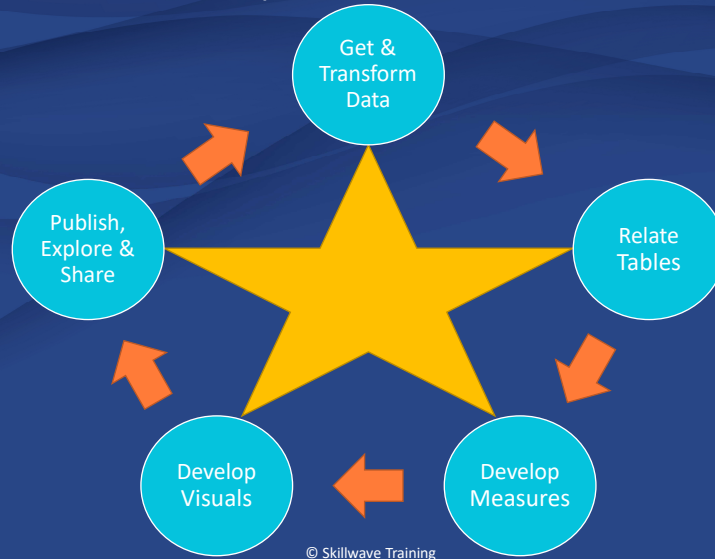 Get &
Transform
Data
Publish,
Explore &
Share
Relate
Tables
Develop
Visuals
Develop
Measures
© Skillwave Training